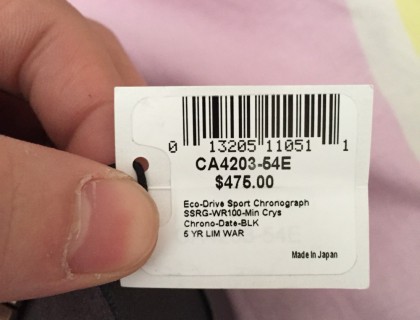 0 13205 11051 1
CA4203-54E
$475.00
Eco-Drive Sport Chronograph
SSRG-WR100-Min Crys
Chrono-Date-BLK
5 YR LIM WAR
Made In Japan